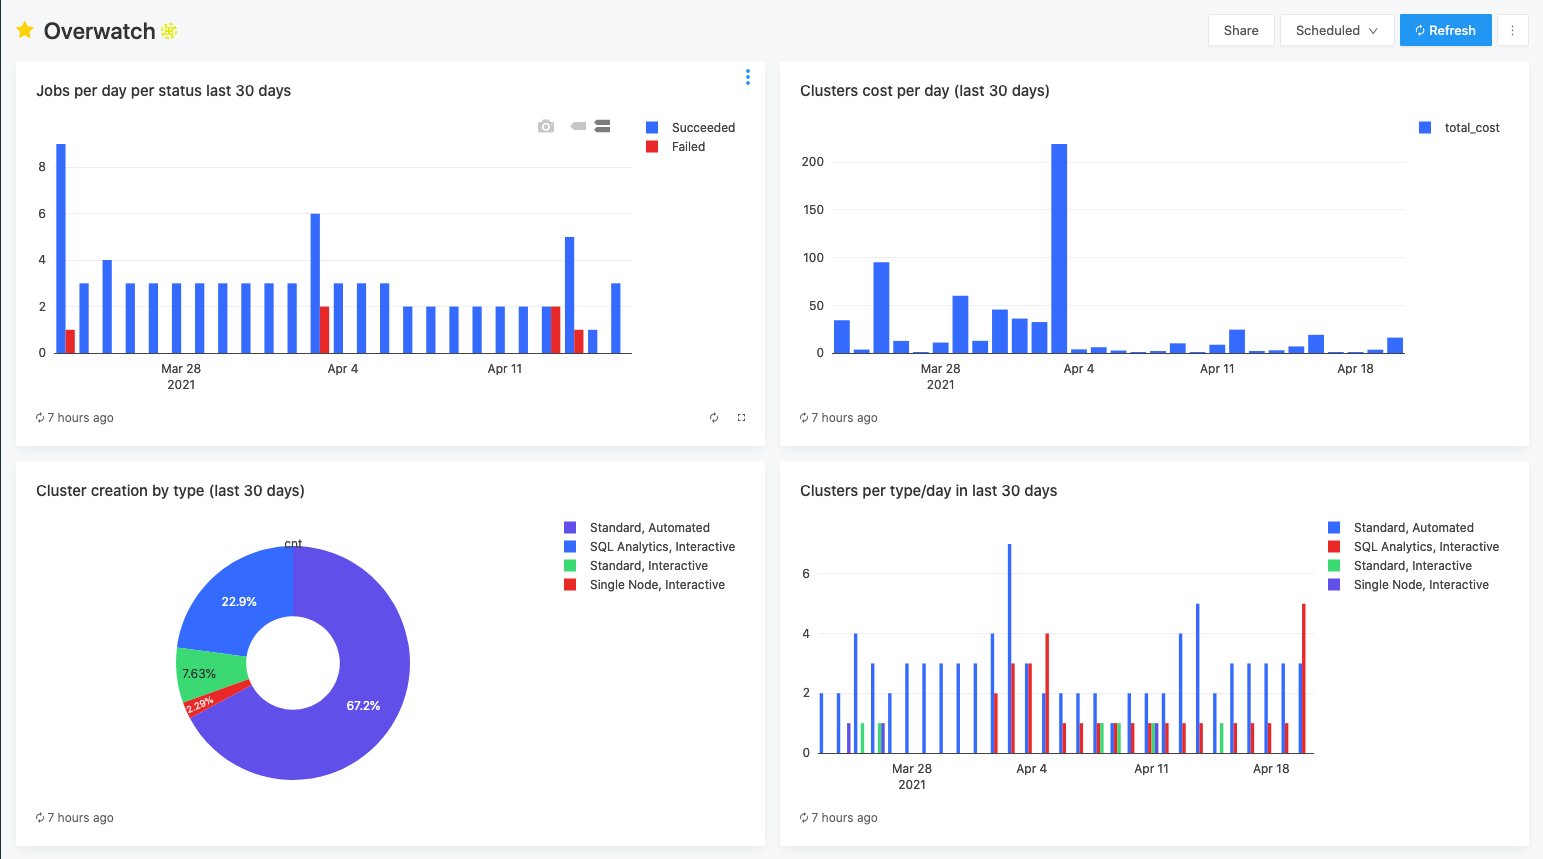 Overwatch
Share
Scheduled
Refresh
Jobs per day per status last 30 days
Succeeded
Failed
8
6
4
2
0
Mar 28
2021
Apr 4
Apr 11
7 hours ago
Clusters cost per day (last 30 days)
total_cost
200
150
100
50
0
Mar 28
2021
Apr 4
Apr 11
Apr 18
7 hours ago
Cluster creation by type (last 30 days)
Standard, Automated
SQL Analytics, Interactive
Standard, Interactive
Single Node, Interactive
cnt
22.9%
7.63%
2.29%
67.2%
7 hours ago
Clusters per type/day in last 30 days
Standard, Automated
SQL Analytics, Interactive
Standard, Interactive
Single Node, Interactive
6
4
2
0
Mar 28
2021
Apr 4
Apr 11
Apr 18
7 hours ago